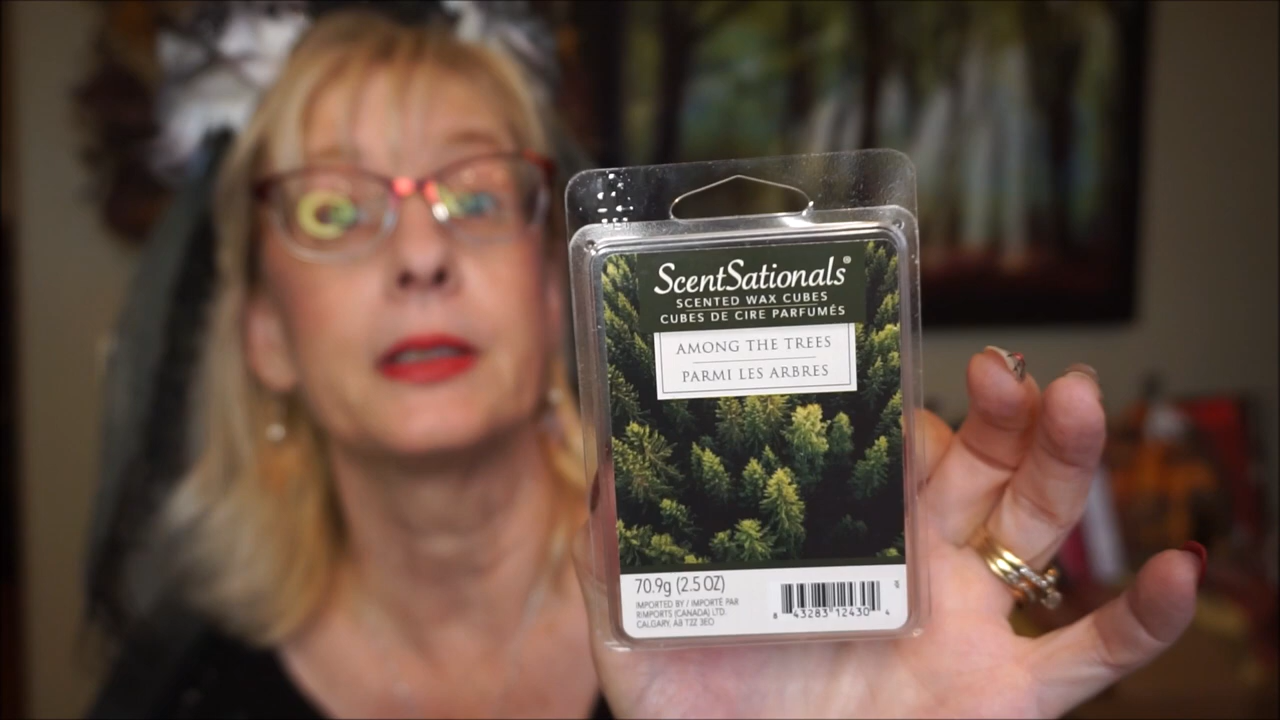 ScentSationals®
SCENTED WAX CUBES
CUBES DE CIRE PARFUMÉS
AMONG THE TREES
PARMI LES ARBRES
70.9g (2.5 OZ)
IMPORTED BY / IMPORTÉ PAR
RIMPORTS (CANADA) LTD.
CALGARY, AB T2Z 3E0
8 43283 12430 4